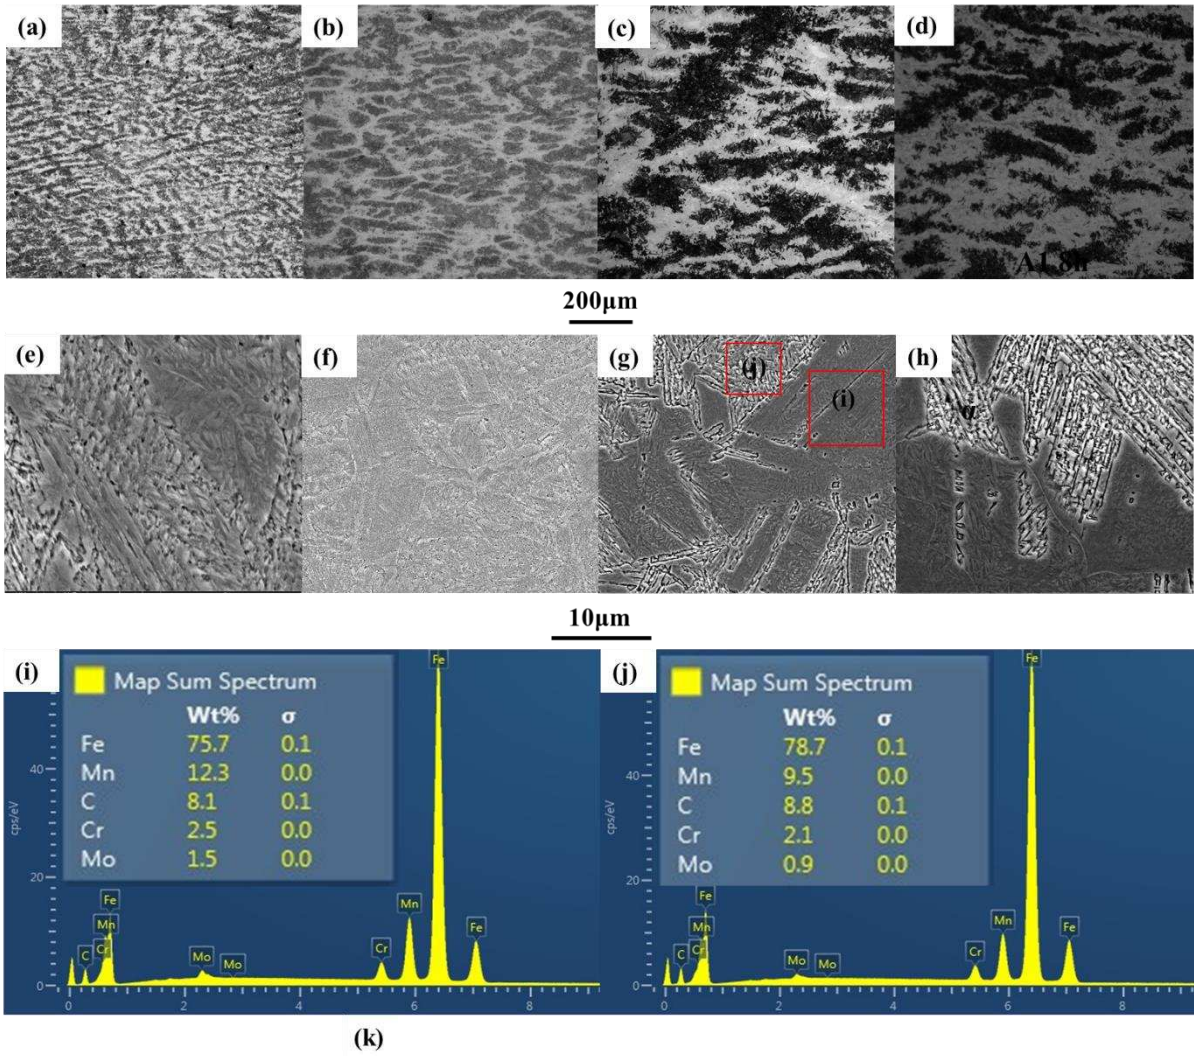 (a) (b) (c) (d)
A1 8h
200μm
(e) (f) (g) (h)
(j)
(i)
α
10μm
(i) (j)
Map Sum Spectrum
Wt% σ
Fe 75.7 0.1
Mn 12.3 0.0
C 8.1 0.1
Cr 2.5 0.0
Mo 1.5 0.0
Fe
40
20
0
cps/eV
Fe
Mn
C Cr
Mo Mo
Cr
Mn
Fe
0 2 4 6 8
Map Sum Spectrum
Wt% σ
Fe 78.7 0.1
Mn 9.5 0.0
C 8.8 0.1
Cr 2.1 0.0
Mo 0.9 0.0
Fe
40
20
0
cps/eV
Fe
Mn
C Cr
Mo Mo
Cr
Mn
Fe
0 2 4 6 8
(k)